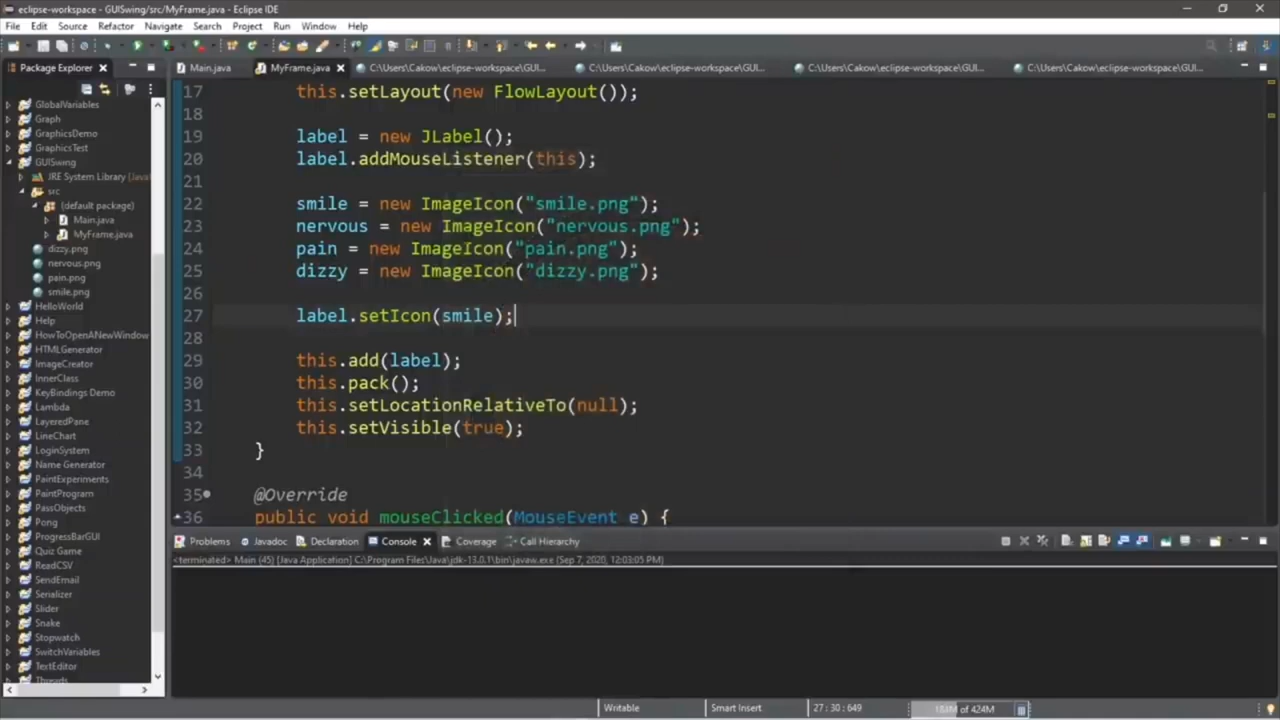 eclipse-workspace - GUISwing/src/MyFrame.java - Eclipse IDE
File Edit Source Refactor Navigate Search Project Run Window Help
Package Explorer
Main.java
MyFrame.java
C:\Users\Cakow\eclipse-workspace\GUI...
C:\Users\Cakow\eclipse-workspace\GUI...
C:\Users\Cakow\eclipse-workspace\GUI...
C:\Users\Cakow\eclipse-workspace\GUI...
GlobalVariables
Graph
GraphicsDemo
GraphicsTest
GUISwing
JRE System Library
src
(default package)
Main.java
MyFrame.java
dizzy.png
nervous.png
pain.png
smile.png
HelloWorld
Help
HowToOpenANewWindow
HTMLGenerator
ImageCreator
InnerClass
KeyBindings Demo
Lambda
LayeredPane
LineChart
LoginSystem
Name Generator
PaintExperiments
PaintProgram
PassObjects
Pong
ProgressBarGUI
Quiz Game
ReadCSV
SendEmail
Serializer
Slider
Snake
Stopwatch
SwitchVariables
TextEditor
Threads
17 this.setLayout(new FlowLayout());
18
19 label = new JLabel();
20 label.addMouseListener(this);
21
22 smile = new ImageIcon("smile.png");
23 nervous = new ImageIcon("nervous.png");
24 pain = new ImageIcon("pain.png");
25 dizzy = new ImageIcon("dizzy.png");
26
27 label.setIcon(smile);
28
29 this.add(label);
30 this.pack();
31 this.setLocationRelativeTo(null);
32 this.setVisible(true);
33 }
34
35 @Override
36 public void mouseClicked(MouseEvent e) {
Problems Javadoc Declaration Console Coverage Call Hierarchy
<terminated> Main (45) [Java Application] C:\Program Files\Java\jdk-13.0.1\bin\javaw.exe (Sep 7, 2020, 12:03:05 PM)
Writable Smart Insert 27 : 30 : 649 of 424M